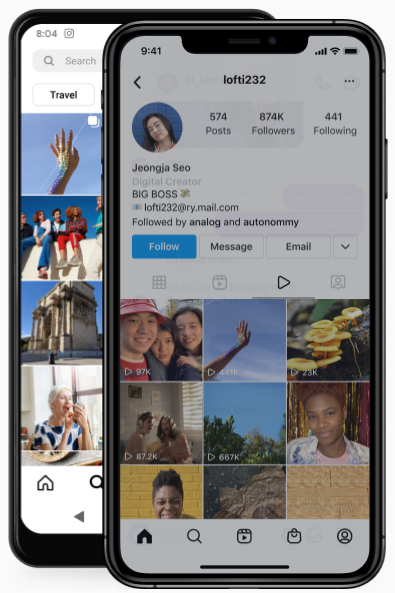 8:04
Search
Travel
9:41
lofti232
574
874K
441
Posts
Followers
Following
Jeongja Seo
Digital Creator
BIG BOSS 💸
📧 lofti232@ry.mail.com
Followed by analog and autonommy
Follow
Message
Email
97K
23K
87.2K
667K